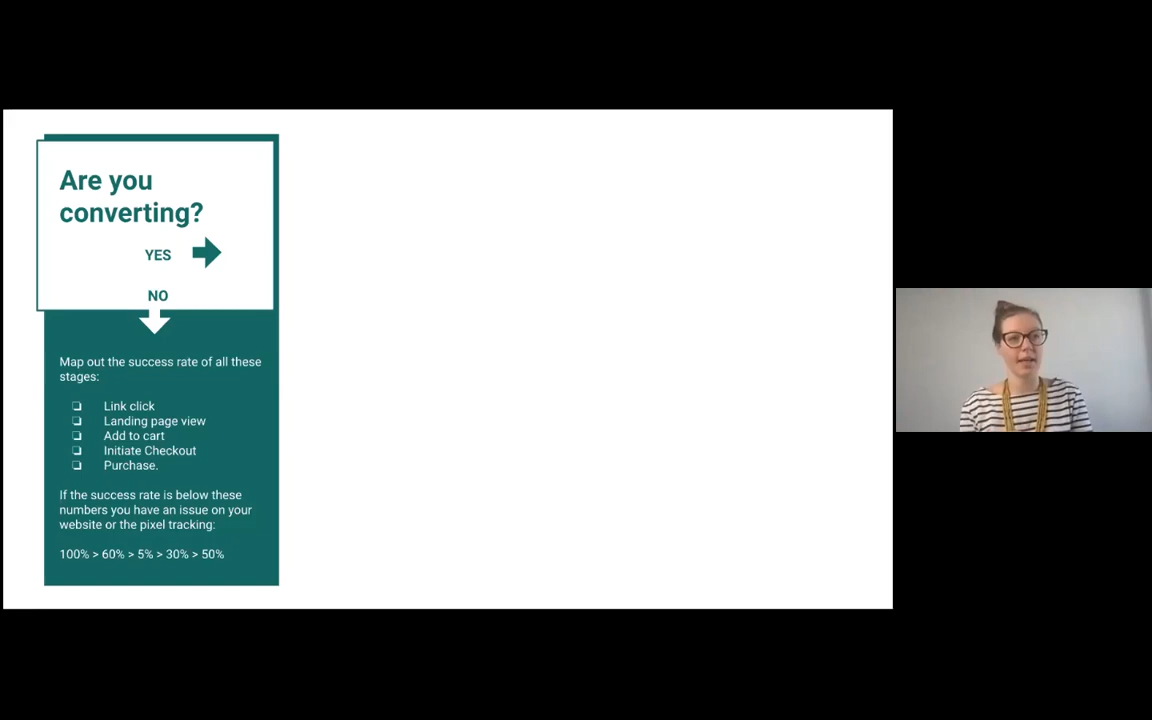 Are you
converting?
YES
NO
Map out the success rate of all these
stages:
❏ Link click
❏ Landing page view
❏ Add to cart
❏ Initiate Checkout
❏ Purchase.
If the success rate is below these
numbers you have an issue on your
website or the pixel tracking:
100% > 60% > 5% > 30% > 50%